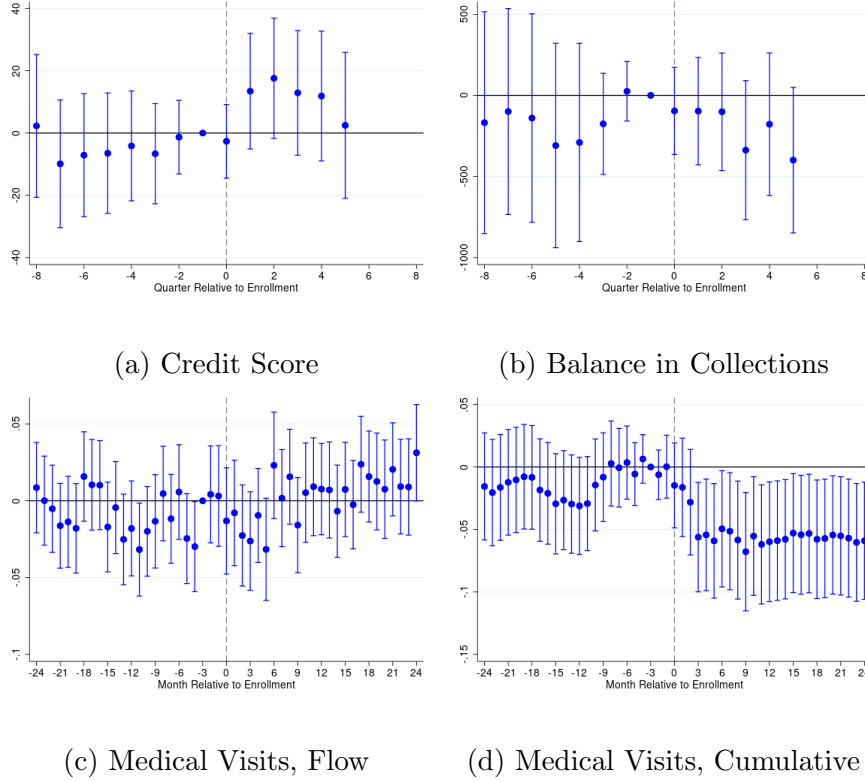 40
20
0
-20
-40
-8 -6 -4 -2 0 2 4 6 8
Quarter Relative to Enrollment
(a) Credit Score
500
0
-500
-1000
-8 -6 -4 -2 0 2 4 6 8
Quarter Relative to Enrollment
(b) Balance in Collections
.05
0
-.05
-.1
-24 -21 -18 -15 -12 -9 -6 -3 0 3 6 9 12 15 18 21 24
Month Relative to Enrollment
(c) Medical Visits, Flow
.05
0
-.05
-.1
-.15
-24 -21 -18 -15 -12 -9 -6 -3 0 3 6 9 12 15 18 21 24
Month Relative to Enrollment
(d) Medical Visits, Cumulative